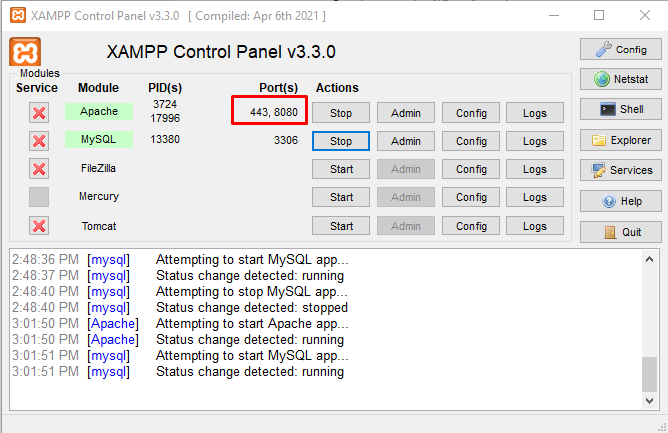 XAMPP Control Panel v3.3.0 [ Compiled: Apr 6th 2021 ]
XAMPP Control Panel v3.3.0
Config
Modules
Service Module PID(s) Port(s) Actions
Netstat
Apache 3724 17996 443, 8080 Stop Admin Config Logs
Shell
MySQL 13380 3306 Stop Admin Config Logs
Explorer
FileZilla Start Admin Config Logs
Services
Mercury Start Admin Config Logs
Help
Tomcat Start Admin Config Logs
Quit
2:48:36 PM [mysql] Attempting to start MySQL app...
2:48:37 PM [mysql] Status change detected: running
2:48:40 PM [mysql] Attempting to stop MySQL app...
2:48:40 PM [mysql] Status change detected: stopped
3:01:50 PM [Apache] Attempting to start Apache app...
3:01:50 PM [Apache] Status change detected: running
3:01:51 PM [mysql] Attempting to start MySQL app...
3:01:51 PM [mysql] Status change detected: running